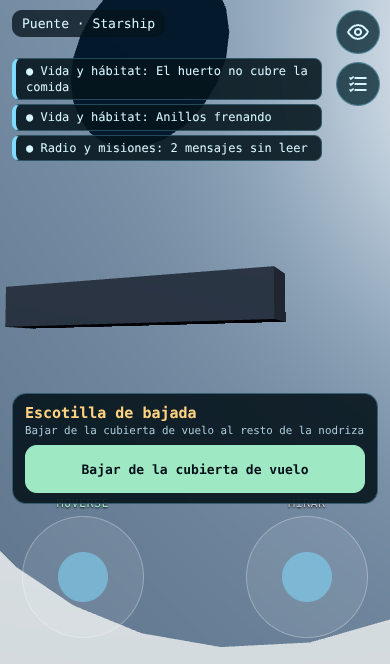 Puente · Starship
● Vida y hábitat: El huerto no cubre la
comida
● Vida y hábitat: Anillos frenando
● Radio y misiones: 2 mensajes sin leer
Escotilla de bajada
Bajar de la cubierta de vuelo al resto de la nodriza
Bajar de la cubierta de vuelo
MOVERSE
MIRAR